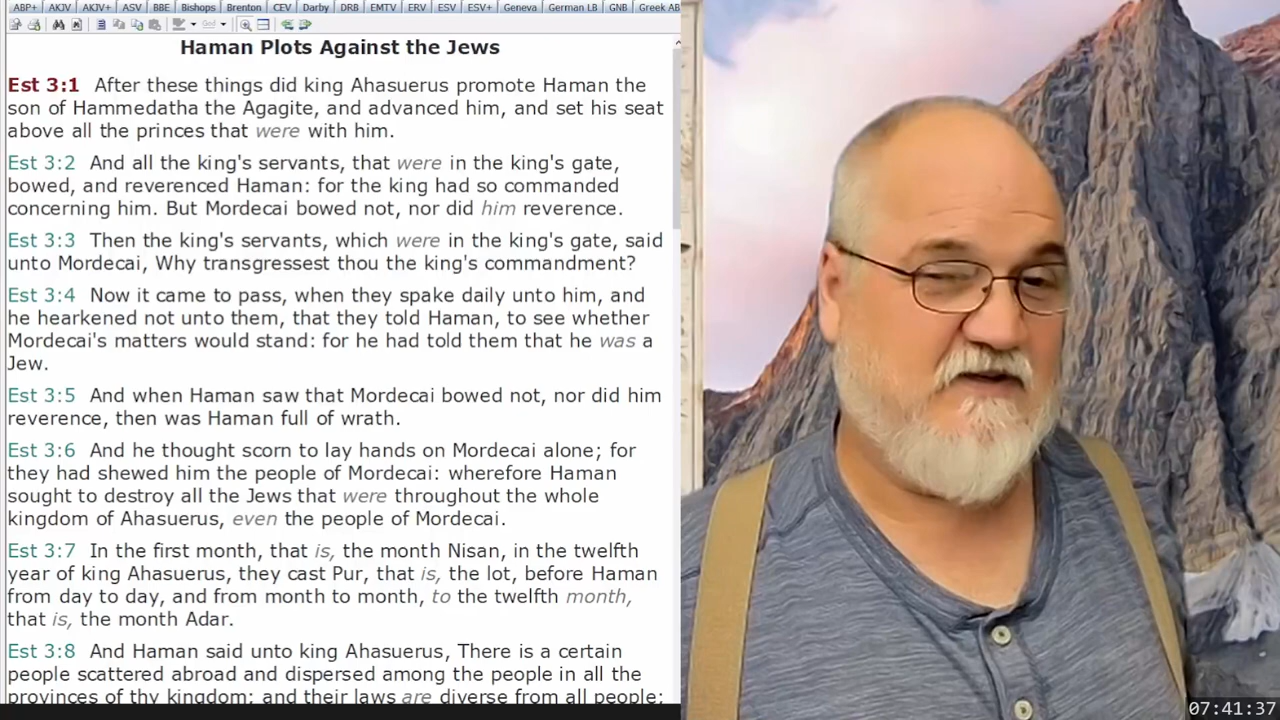 ABP+ AKJV AKJV+ ASV BBE Bishops Brenton CEV Darby DRB EMTV ERV ESV ESV+ Geneva German LB GNB Greek AB
Haman Plots Against the Jews
Est 3:1 After these things did king Ahasuerus promote Haman the
son of Hammedatha the Agagite, and advanced him, and set his seat
above all the princes that were with him.
Est 3:2 And all the king's servants, that were in the king's gate,
bowed, and reverenced Haman: for the king had so commanded
concerning him. But Mordecai bowed not, nor did him reverence.
Est 3:3 Then the king's servants, which were in the king's gate, said
unto Mordecai, Why transgressest thou the king's commandment?
Est 3:4 Now it came to pass, when they spake daily unto him, and
he hearkened not unto them, that they told Haman, to see whether
Mordecai's matters would stand: for he had told them that he was a
Jew.
Est 3:5 And when Haman saw that Mordecai bowed not, nor did him
reverence, then was Haman full of wrath.
Est 3:6 And he thought scorn to lay hands on Mordecai alone; for
they had shewed him the people of Mordecai: wherefore Haman
sought to destroy all the Jews that were throughout the whole
kingdom of Ahasuerus, even the people of Mordecai.
Est 3:7 In the first month, that is, the month Nisan, in the twelfth
year of king Ahasuerus, they cast Pur, that is, the lot, before Haman
from day to day, and from month to month, to the twelfth month,
that is, the month Adar.
Est 3:8 And Haman said unto king Ahasuerus, There is a certain
people scattered abroad and dispersed among the people in all the
provinces of thy kingdom; and their laws are diverse from all people;
07:41:37